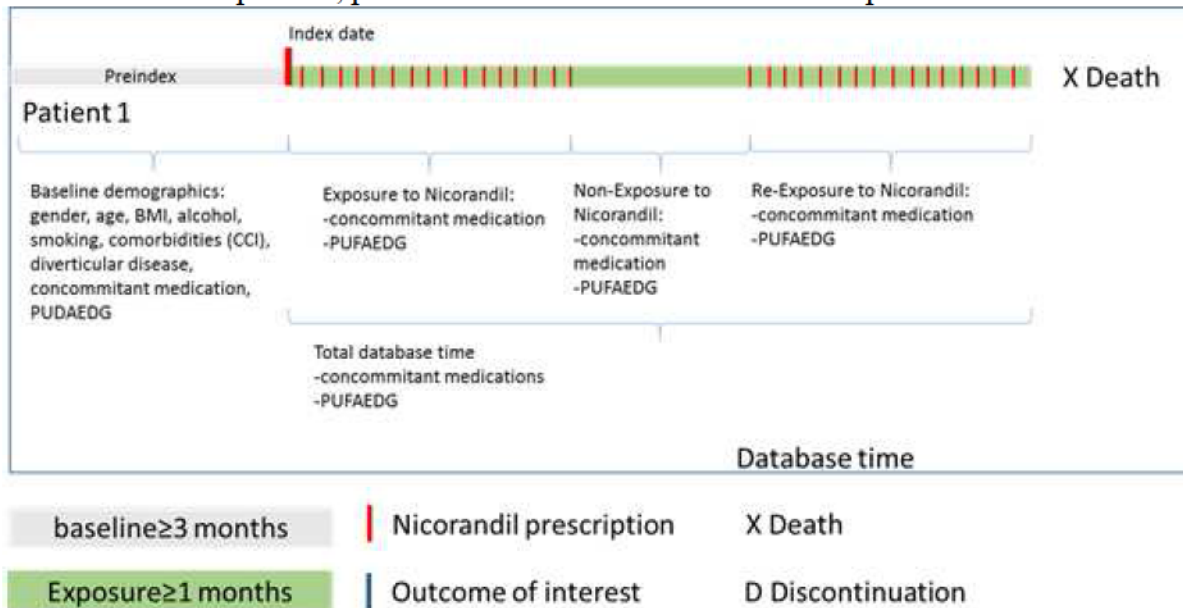 Index date
Preindex
X Death
Patient 1
Baseline demographics:
gender, age, BMI, alcohol,
smoking, comorbidities (CCI),
diverticular disease,
concommitant medication,
PUDAEDG
Exposure to Nicorandil:
-concommitant medication
-PUFAEDG
Non-Exposure to
Nicorandil:
-concommitant
medication
-PUFAEDG
Re-Exposure to Nicorandil:
-concommitant medication
-PUFAEDG
Total database time
-concommitant medications
-PUFAEDG
Database time
baseline≥3 months
Nicorandil prescription
X Death
Exposure≥1 months
Outcome of interest
D Discontinuation